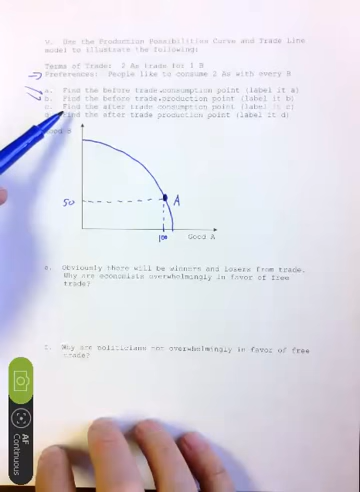 Use the Production Possibilities Curve and Trade Line
model to illustrate the following:
Terms of Trade: 2 As trade for 1 B
Preferences: People like to consume 2 As with every B
a. Find the before trade consumption point (label it a)
b. Find the before trade production point (label it b)
c. Find the after trade consumption point (label it c)
d. Find the after trade production point (label it d)
50
A
100
Good A
B. Obviously there will be winners and losers from trade.
Why are economists overwhelmingly in favor of free
trade?
C. Why are politicians not overwhelmingly in favor of free
trade?
AF
Continuous